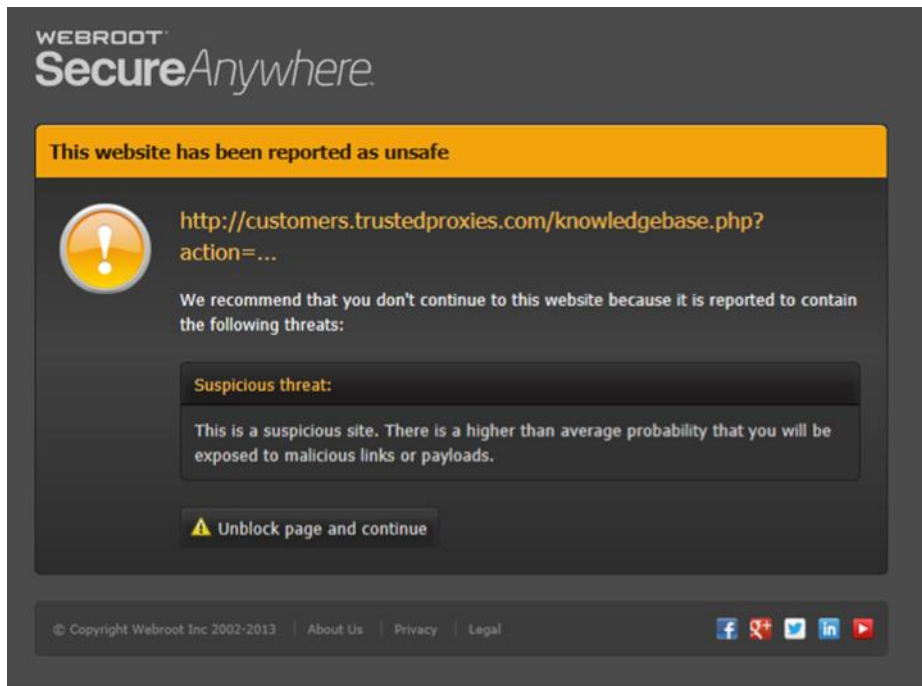 WEBROOT
SecureAnywhere
This website has been reported as unsafe
http://customers.trustedproxies.com/knowledgebase.php?
action=...
We recommend that you don't continue to this website because it is reported to contain
the following threats:
Suspicious threat:
This is a suspicious site. There is a higher than average probability that you will be
exposed to malicious links or payloads.
Unblock page and continue
© Copyright Webroot Inc 2002-2013 | About Us | Privacy | Legal